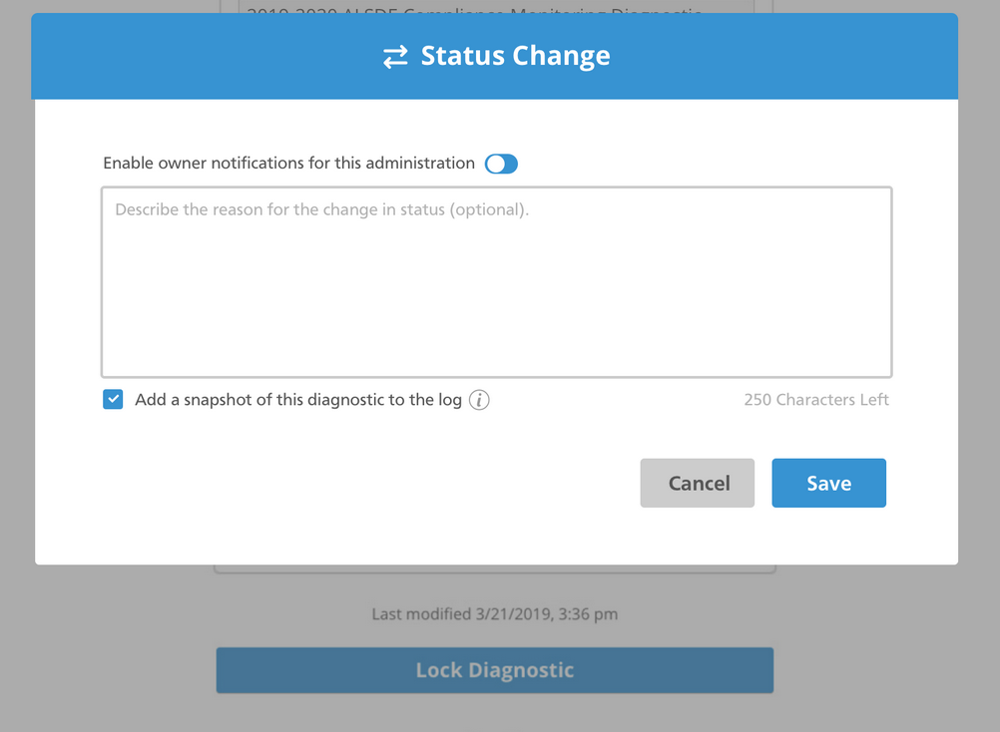 2019-2020 ALSDE Compliance Monitoring Diagnostic
Status Change
Enable owner notifications for this administration
Describe the reason for the change in status (optional).
Add a snapshot of this diagnostic to the log
250 Characters Left
Cancel
Save
Last modified 3/21/2019, 3:36 pm
Lock Diagnostic